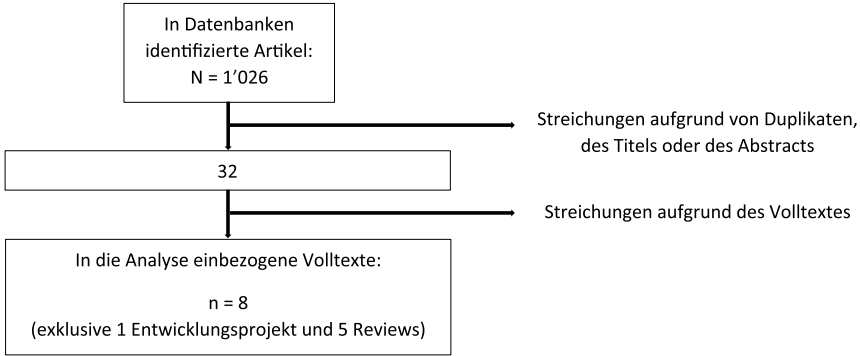 In Datenbanken
identifizierte Artikel:
N = 1’026
Streichungen aufgrund von Duplikaten,
des Titels oder des Abstracts
32
Streichungen aufgrund des Volltextes
In die Analyse einbezogene Volltexte:
n = 8
(exklusive 1 Entwicklungsprojekt und 5 Reviews)